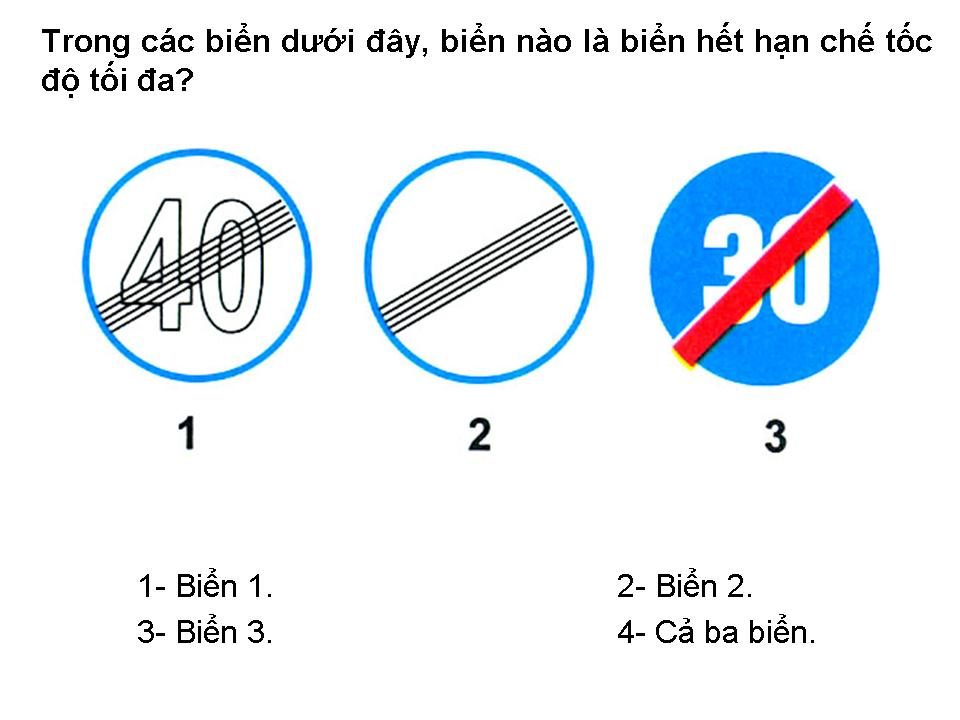 Trong các biển dưới đây, biển nào là biển hết hạn chế tốc
độ tối đa?
40
30
1
2
3
1- Biển 1.
2- Biển 2.
3- Biển 3.
4- Cả ba biển.